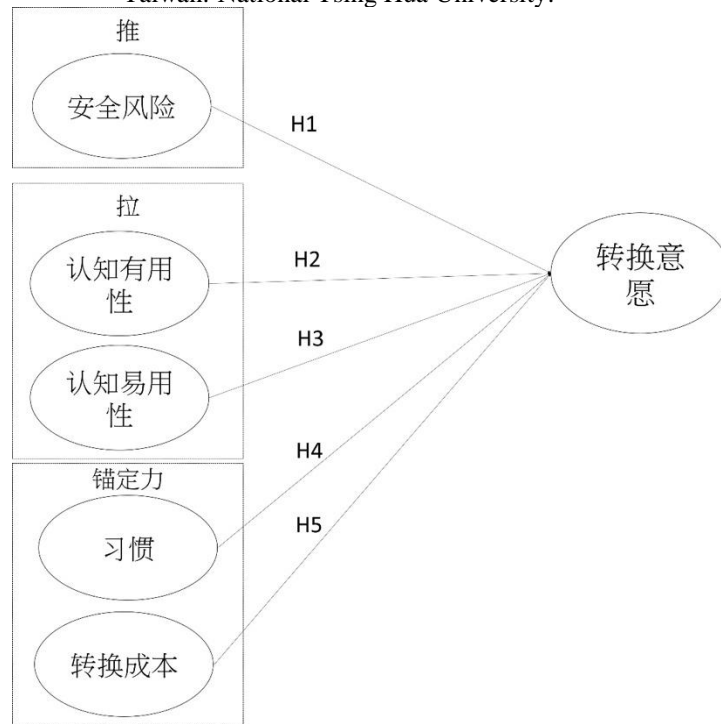 Taiwan: National Tsing Hua University.
推
安全风险
H1
拉
认知有用
性
H2
转换意
愿
认知易用
性
H3
锚定力
习惯
H4
转换成本
H5